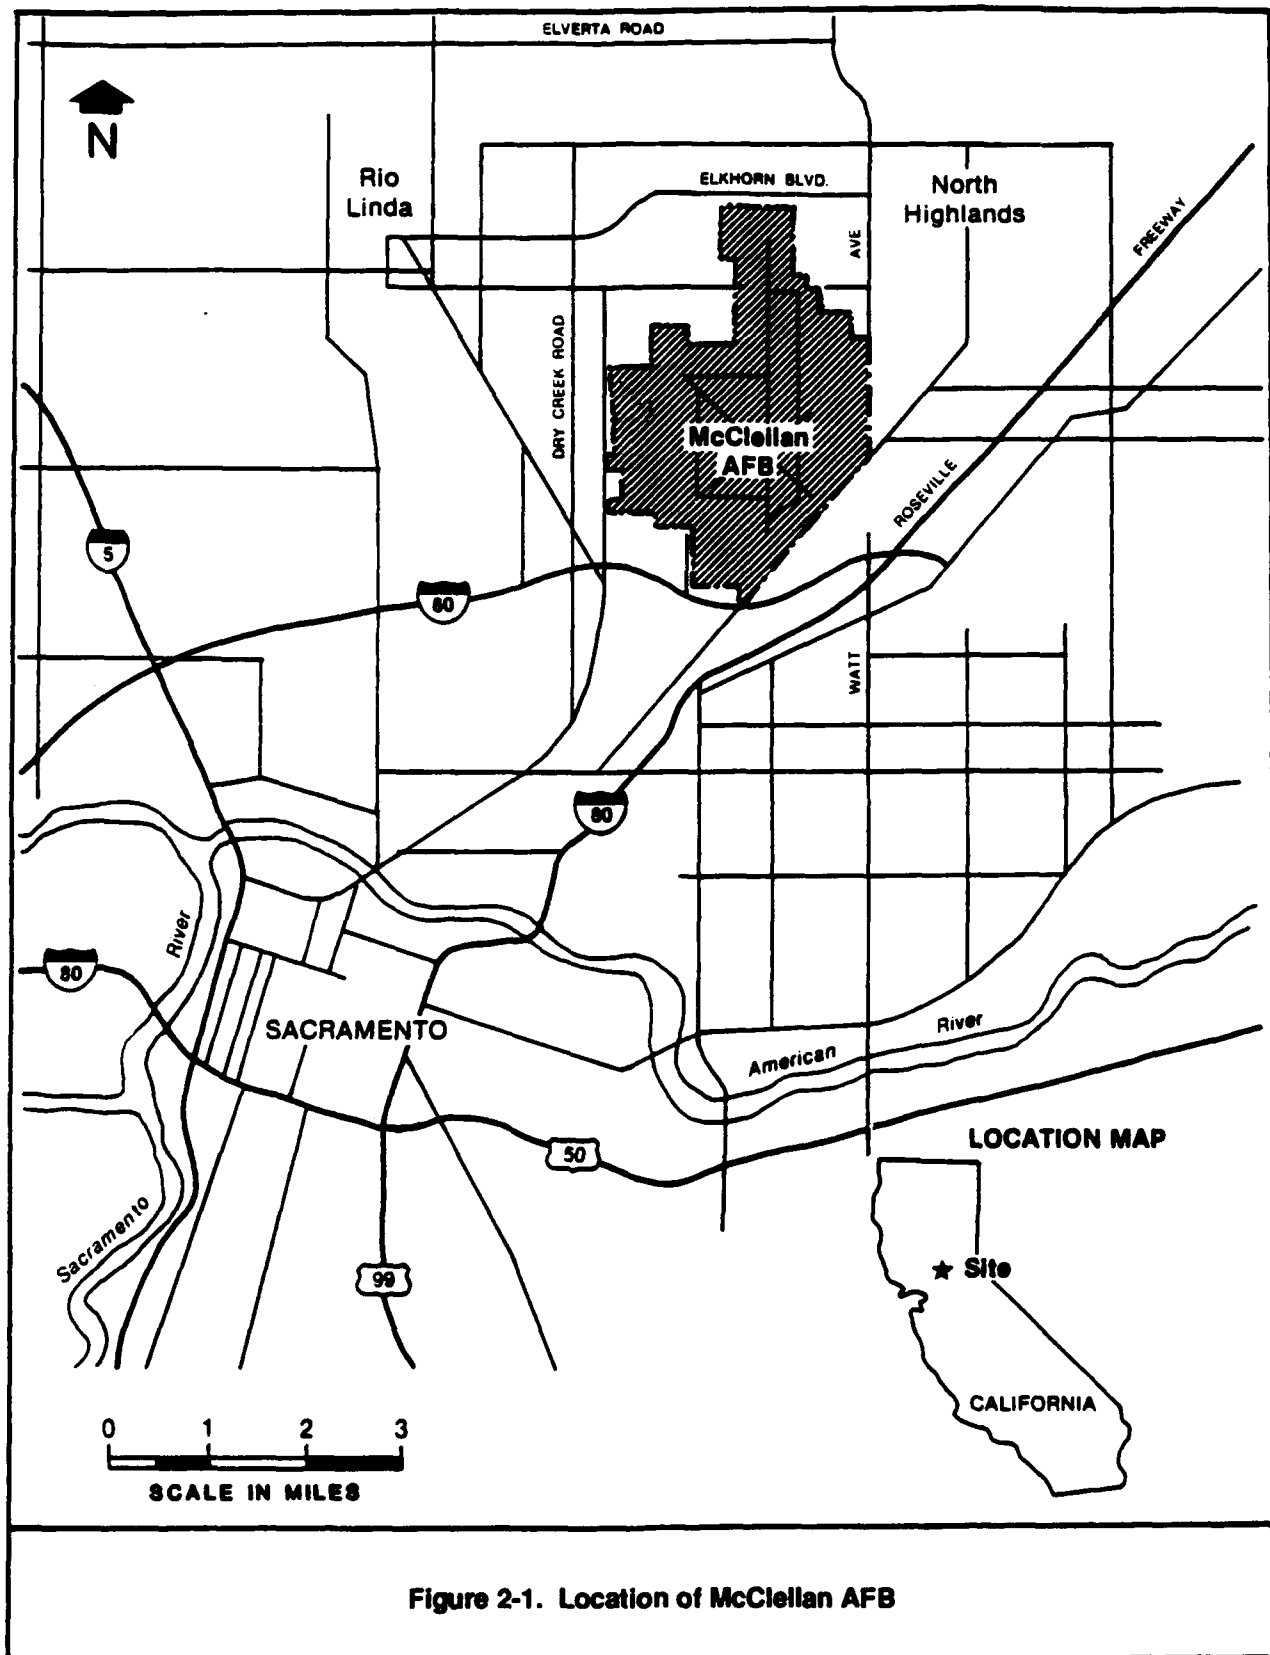 ELVERTA ROAD
N
Rio
Linda
ELKHORN BLVD.
North
Highlands
AVE
FREEWAY
DRY CREEK ROAD
McClellan
AFB
ROSEVILLE
5
80
WATT
80
River
80
SACRAMENTO
River
American
LOCATION MAP
50
Sacramento
Site
99
CALIFORNIA
0 1 2 3
SCALE IN MILES
Figure 2-1. Location of McClellan AFB